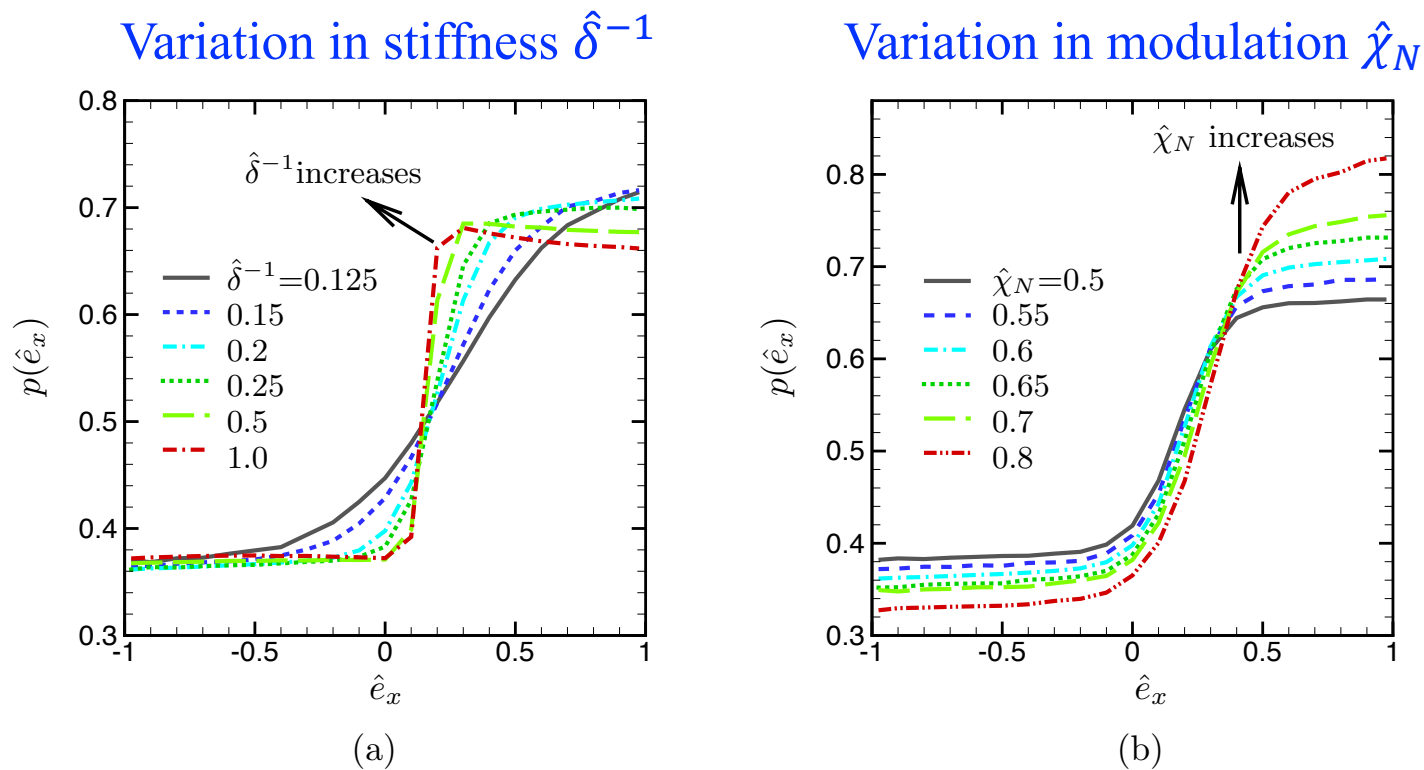 Variation in stiffness δ̂⁻¹
0.8
0.7
0.6
0.5
0.4
0.3
-1
-0.5
0
0.5
1
p(ê_x)
ê_x
δ̂⁻¹increases
δ̂⁻¹=0.125
0.15
0.2
0.25
0.5
1.0
(a)
Variation in modulation χ̂_N
0.8
0.7
0.6
0.5
0.4
0.3
-1
-0.5
0
0.5
1
p(ê_x)
ê_x
χ̂_N increases
χ̂_N=0.5
0.55
0.6
0.65
0.7
0.8
(b)